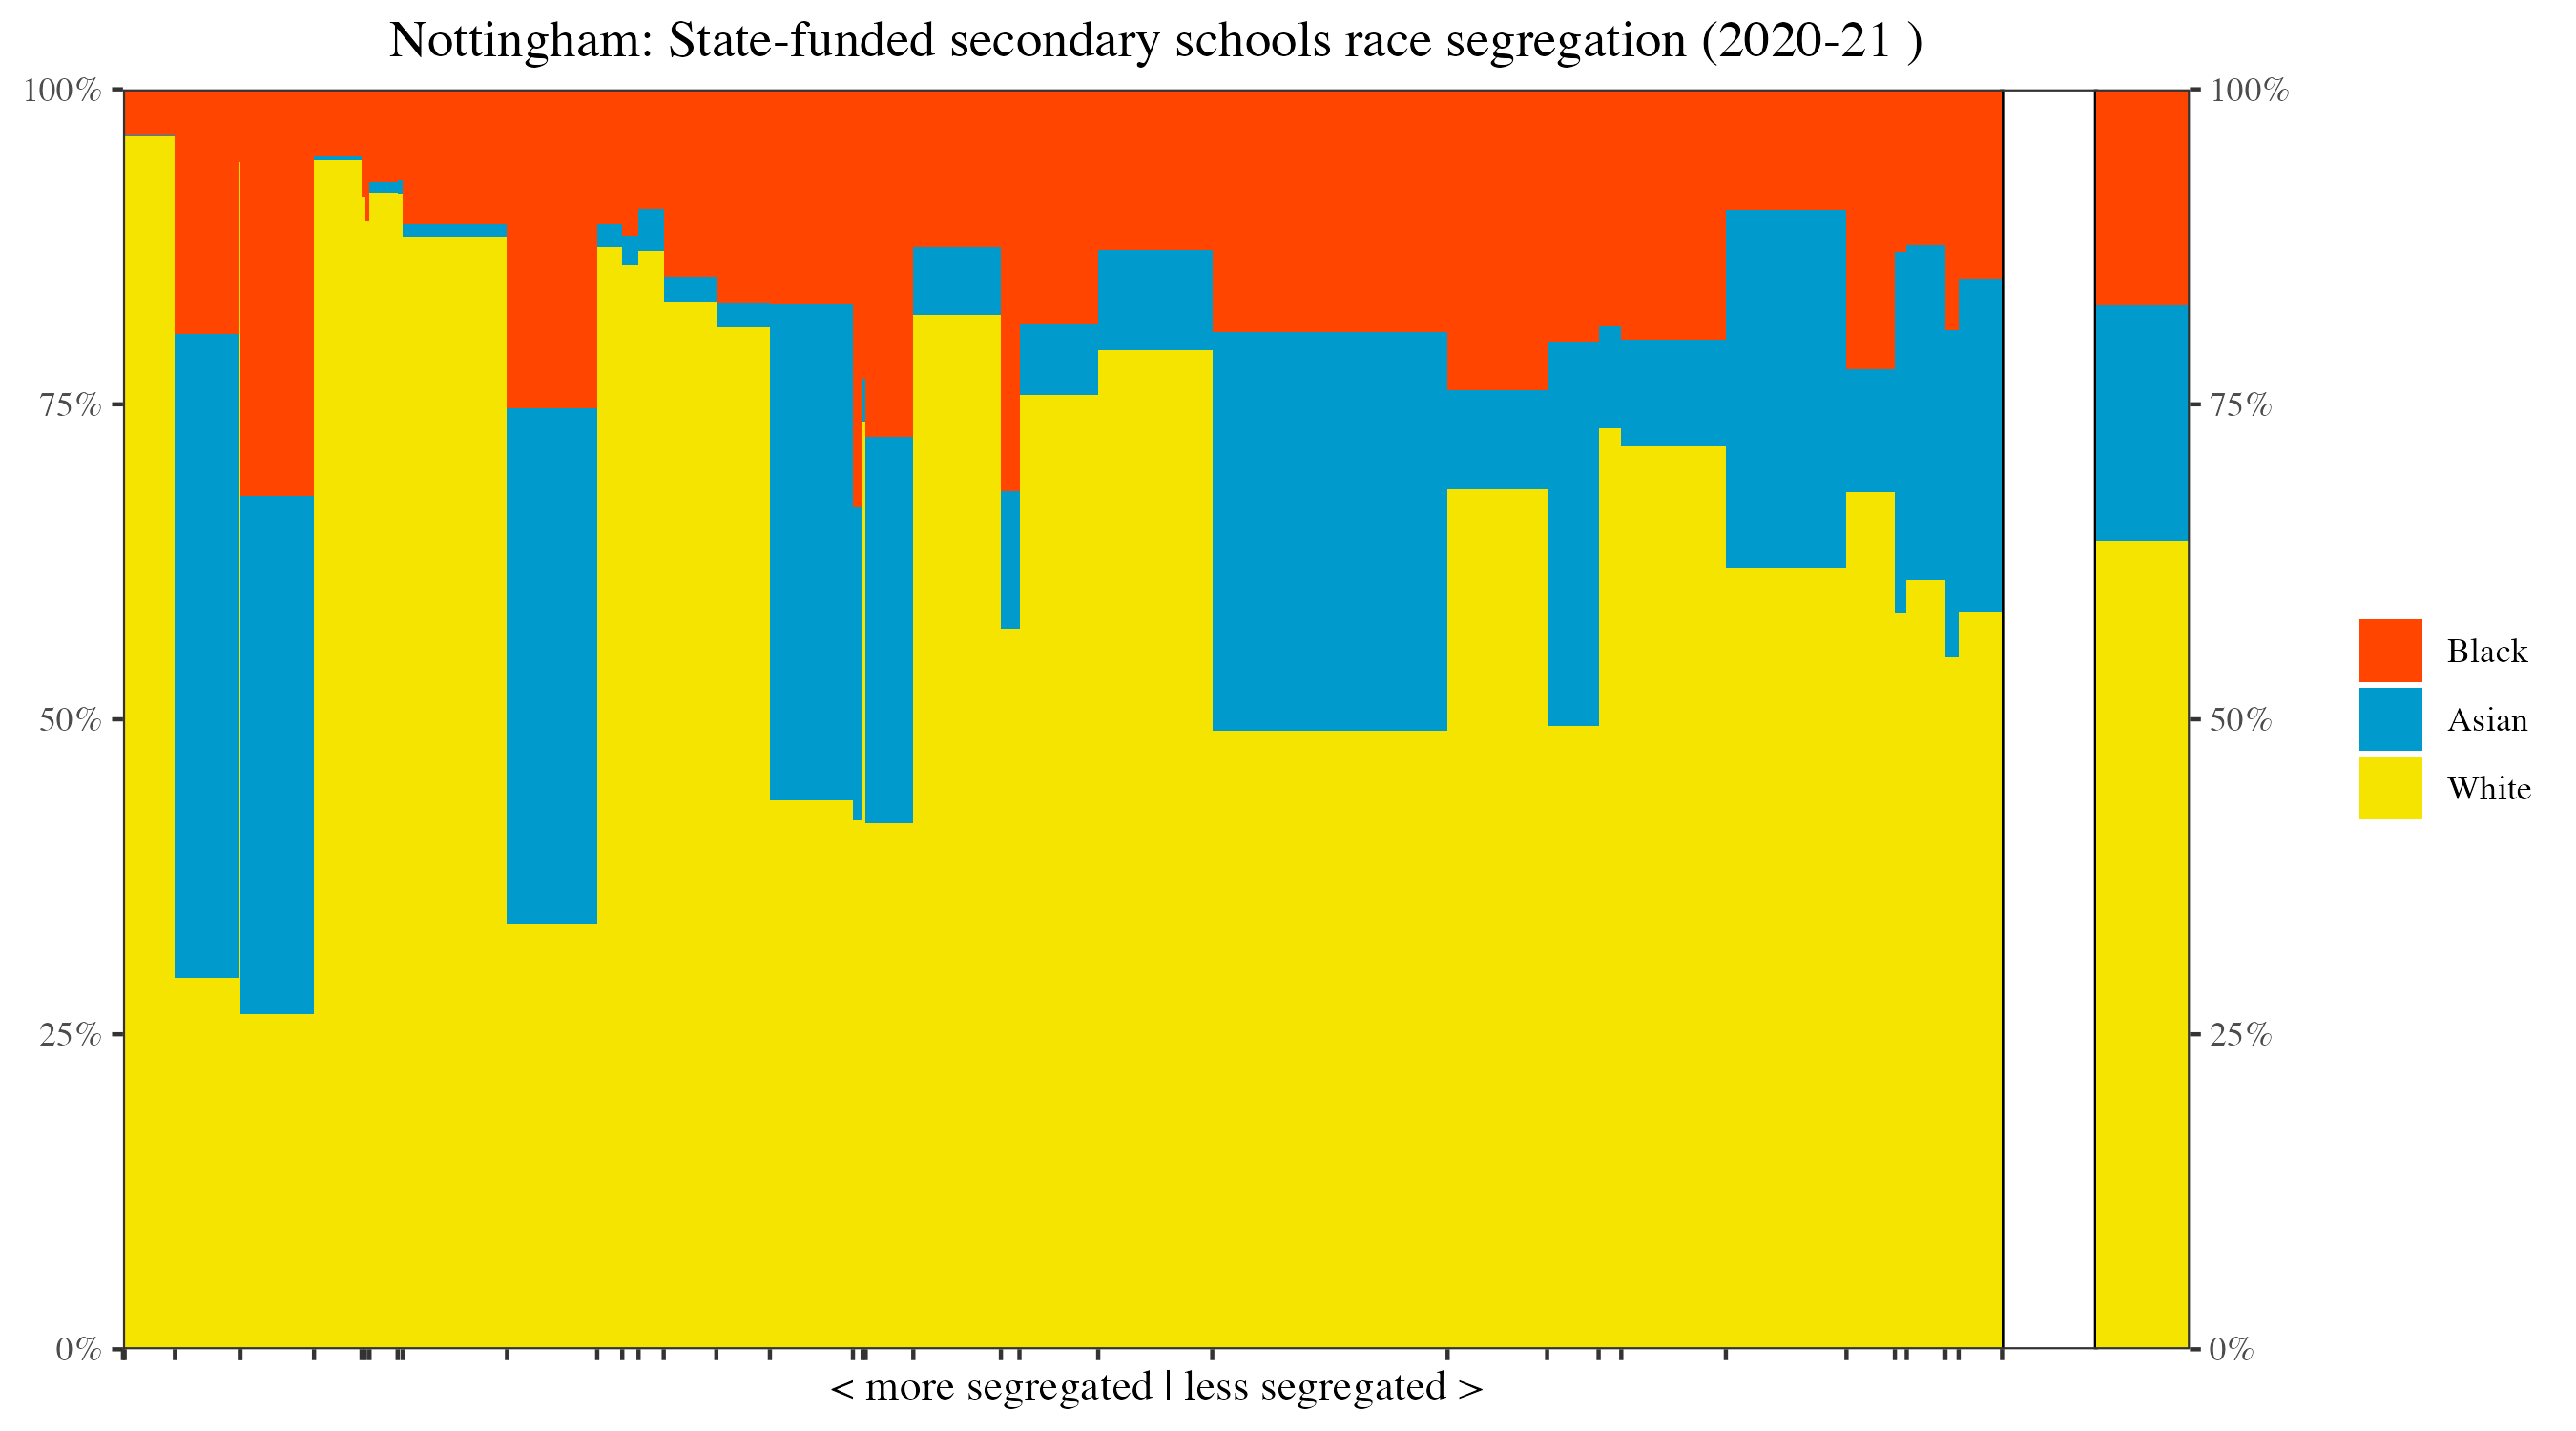 Nottingham: State-funded secondary schools race segregation (2020-21 )
100%
75%
50%
25%
0%
100%
75%
50%
25%
0%
Black
Asian
White
< more segregated | less segregated >